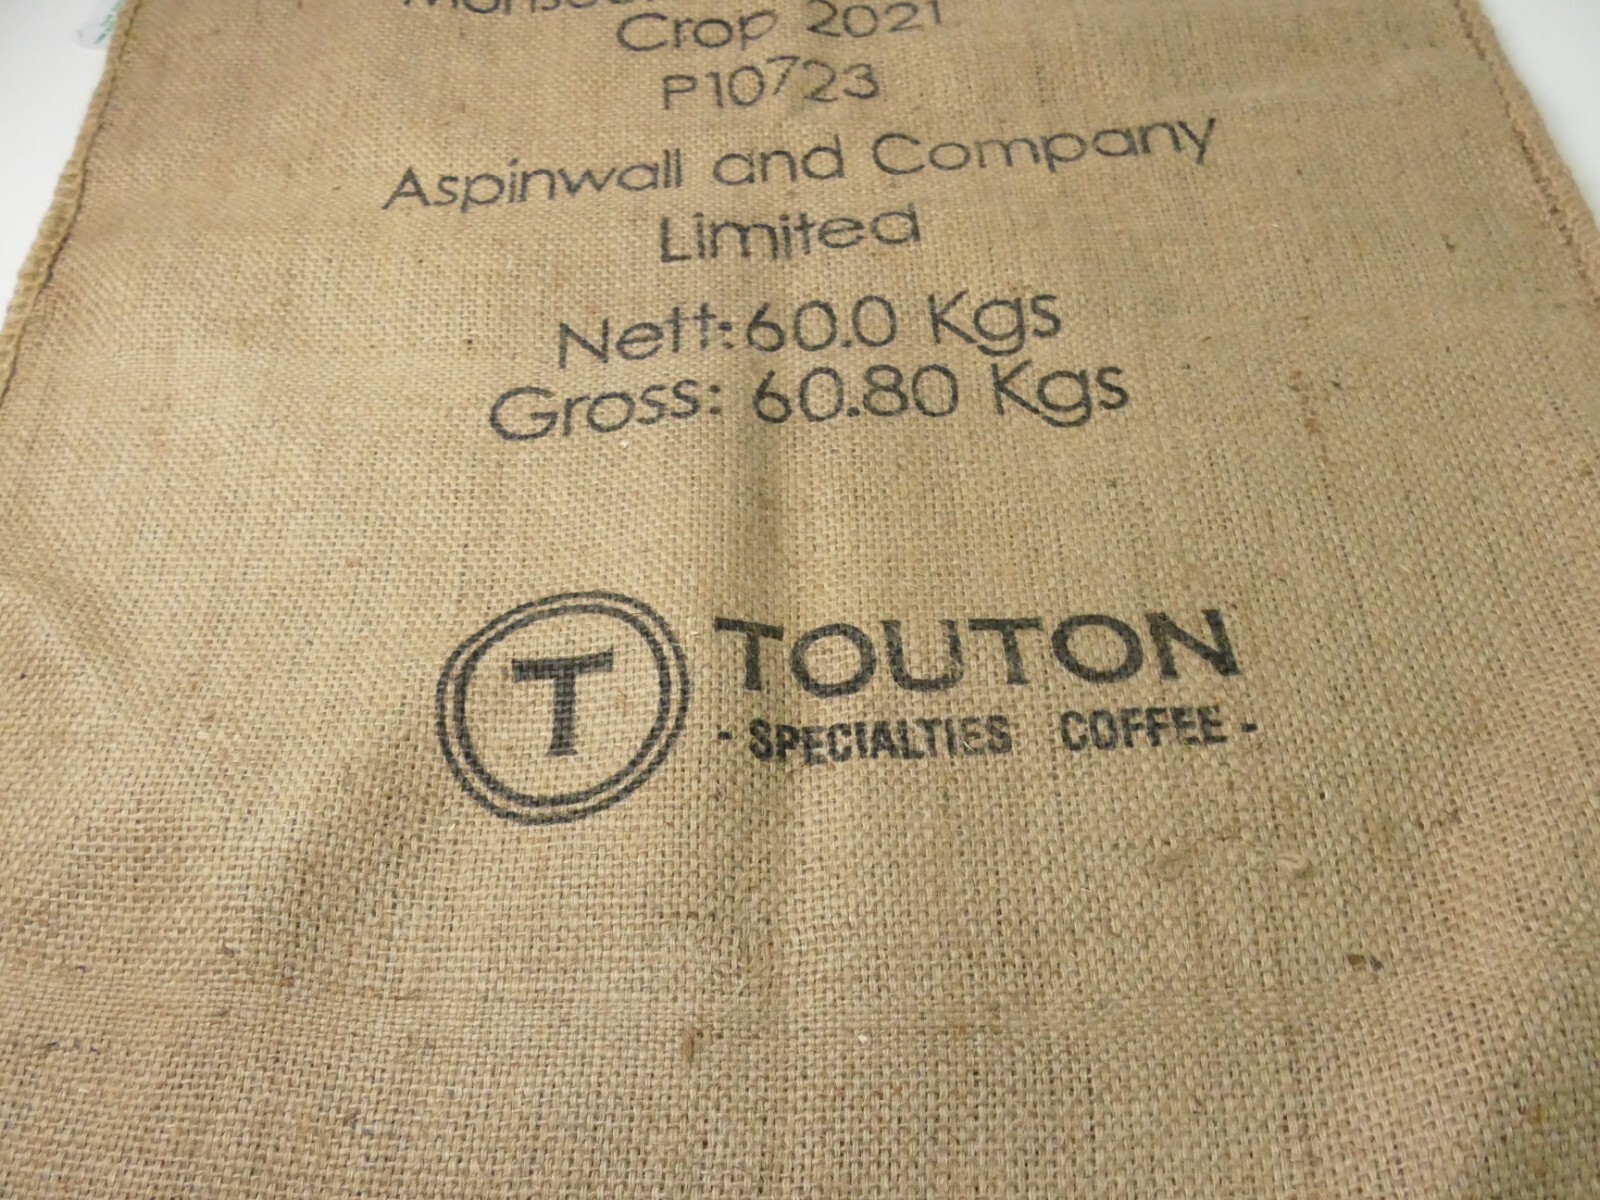 Crop 2021
P10723
Aspinwall and Company
Limited
Nett:60.0 Kgs
Gross: 60.80 Kgs
T TOUTON
- SPECIALTIES COFFEE -